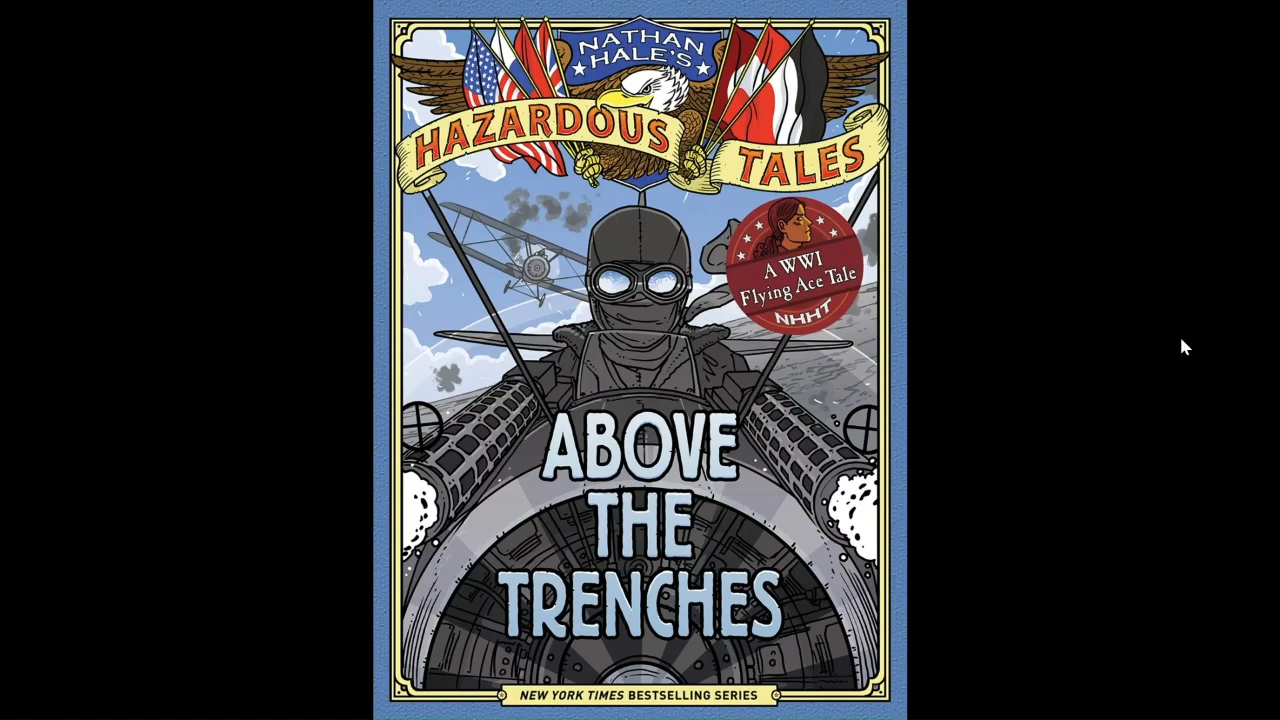 NATHAN
HALE'S
HAZARDOUS
TALES
A WWI
Flying Ace Tale
NHHT
ABOVE
THE
TRENCHES
NEW YORK TIMES BESTSELLING SERIES